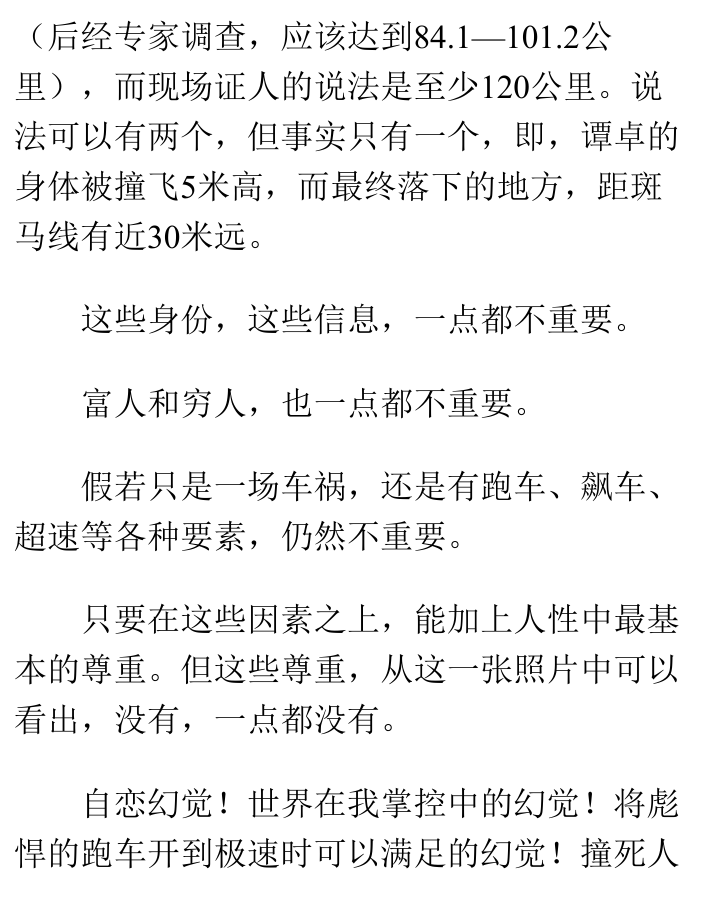 （后经专家调查，应该达到84.1—101.2公
里），而现场证人的说法是至少120公里。说
法可以有两个，但事实只有一个，即，谭卓的
身体被撞飞5米高，而最终落下的地方，距斑
马线有近30米远。
这些身份，这些信息，一点都不重要。
富人和穷人，也一点都不重要。
假若只是一场车祸，还是有跑车、飙车、
超速等各种要素，仍然不重要。
只要在这些因素之上，能加上人性中最基
本的尊重。但这些尊重，从这一张照片中可以
看出，没有，一点都没有。
自恋幻觉！世界在我掌控中的幻觉！将彪
悍的跑车开到极速时可以满足的幻觉！撞死人